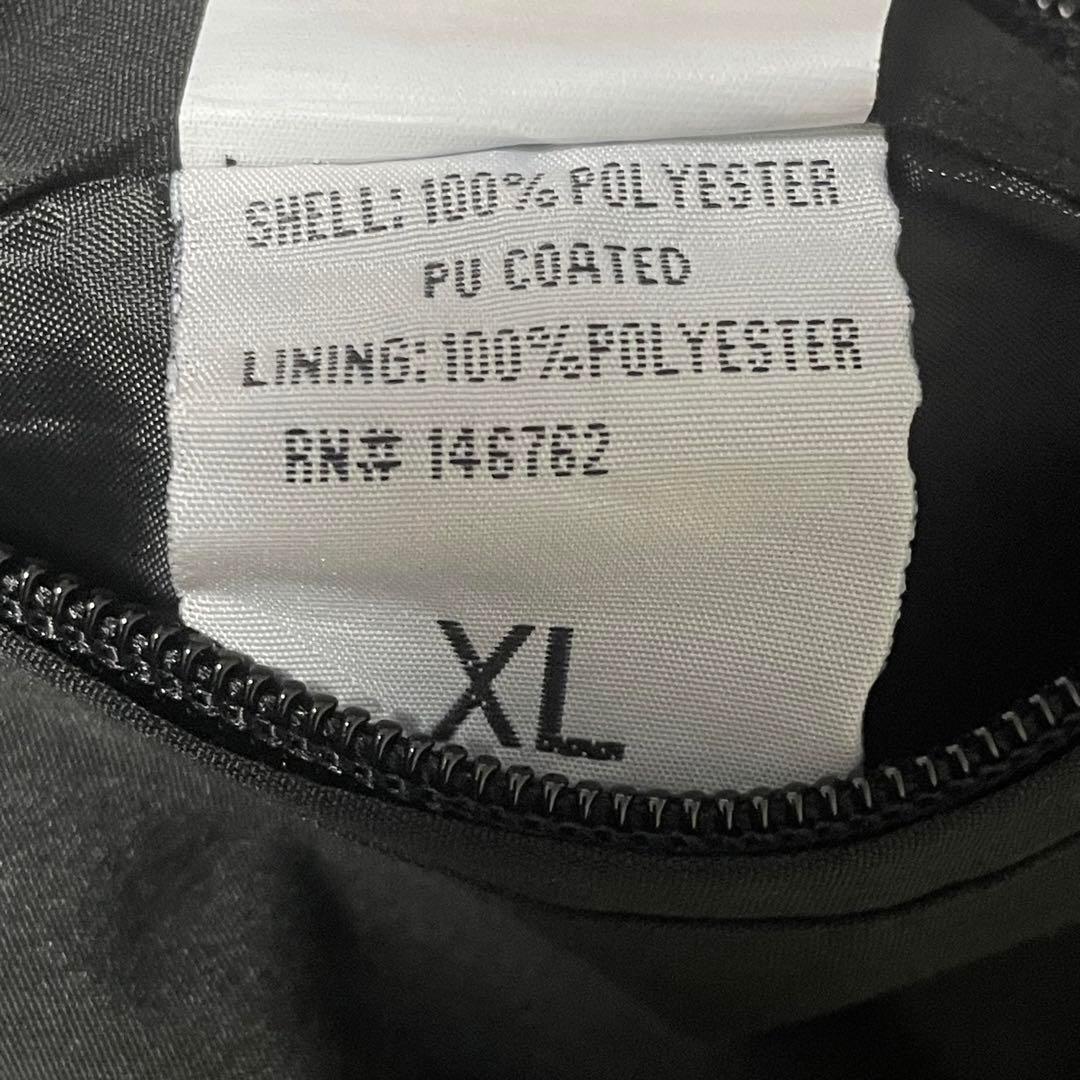 SHELL: 100% POLYESTER
PU COATED
LINING: 100% POLYESTER
RN# 146762
XL